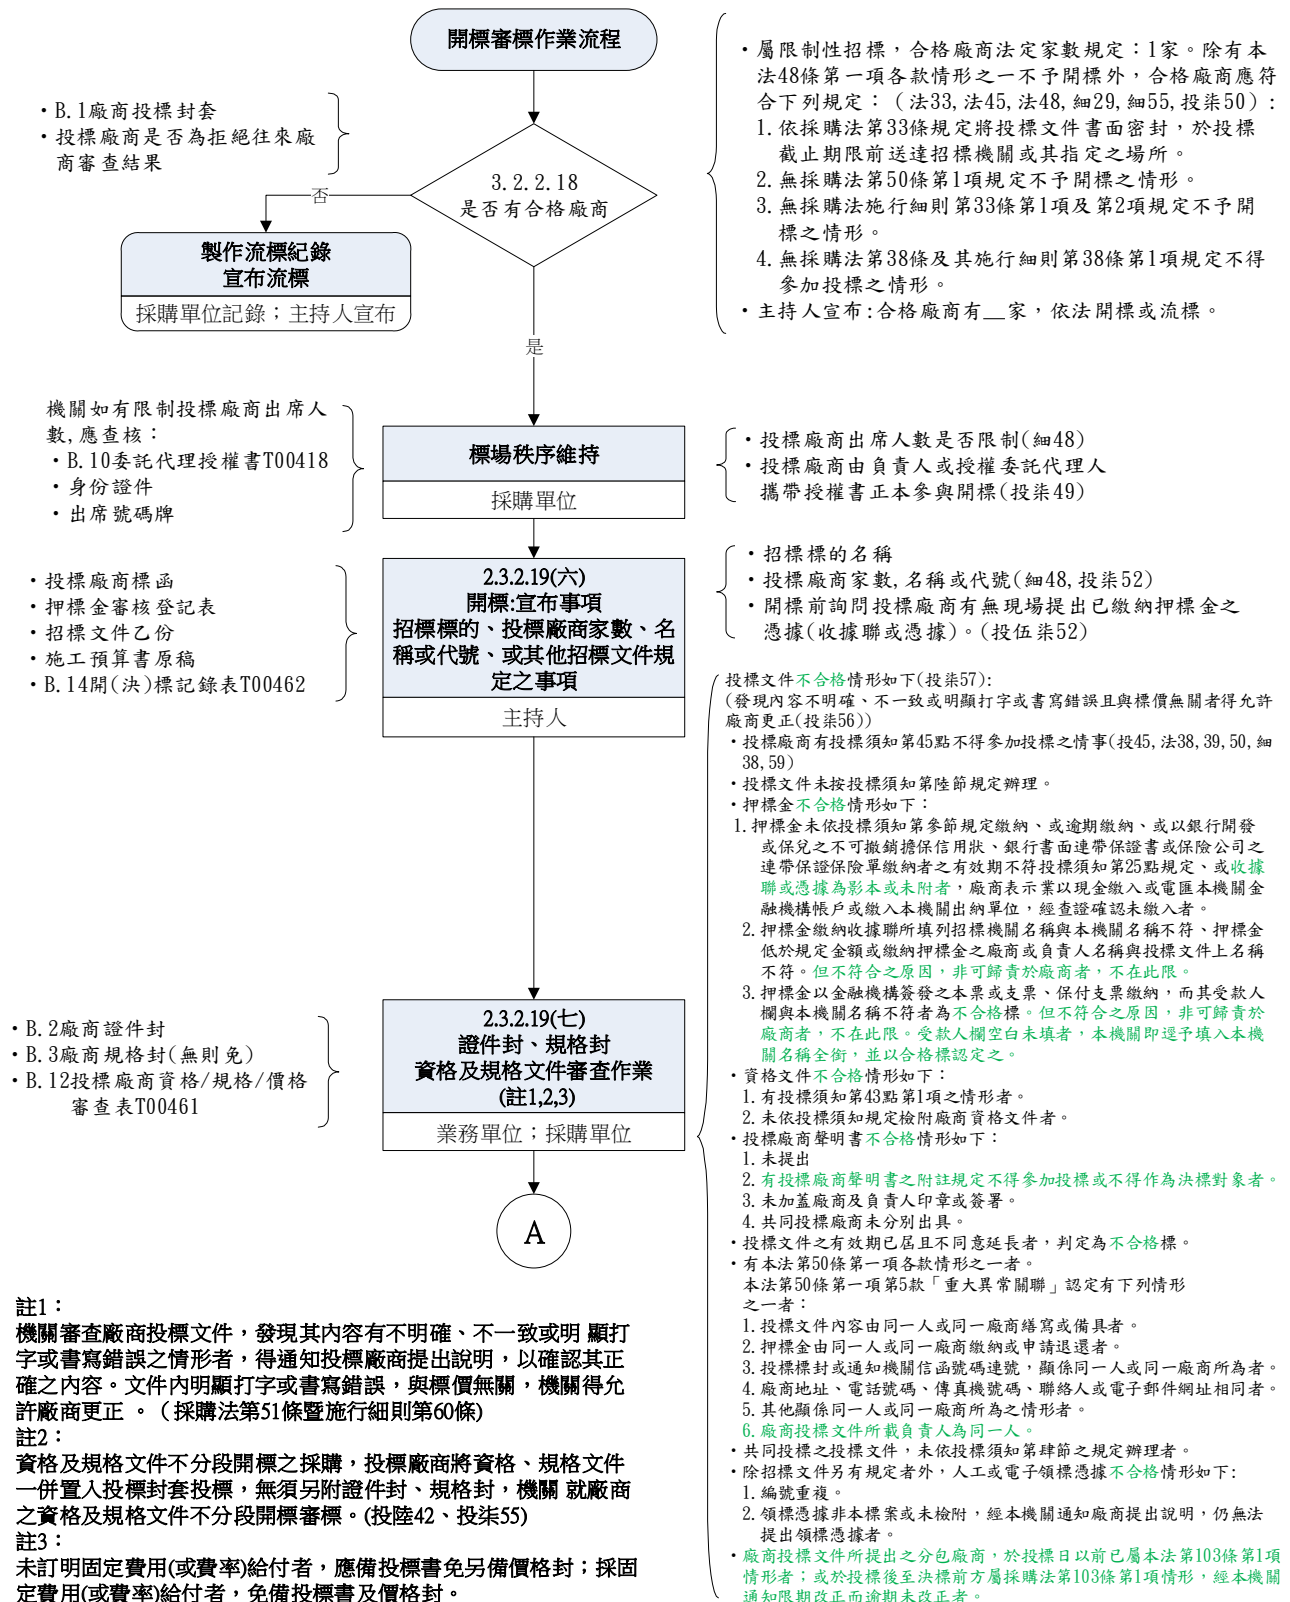 開標審標作業流程
・B.1廠商投標封套
・投標廠商是否為拒絕往來廠
商審查結果
3.2.2.18
是否有合格廠商
否
製作流標紀錄
宣布流標
採購單位記錄；主持人宣布
是
・屬限制性招標，合格廠商法定家數規定：1家。除有本
法48條第一項各款情形之一不予開標外，合格廠商應符
合下列規定：（法33,法45,法48,細29,細55,投柒50）:
1.依採購法第33條規定將投標文件書面密封，於投標
截止期限前送達招標機關或其指定之場所。
2.無採購法第50條第1項規定不予開標之情形。
3.無採購法施行細則第33條第1項及第2項規定不予開
標之情形。
4.無採購法第38條及其施行細則第38條第1項規定不得
參加投標之情形。
・主持人宣布:合格廠商有__家，依法開標或流標。
機關如有限制投標廠商出席人
數,應查核：
・B.10委託代理授權書T00418
・身份證件
・出席號碼牌
標場秩序維持
採購單位
・投標廠商出席人數是否限制(細48)
・投標廠商由負責人或授權委託代理人
攜帶授權書正本參與開標(投柒49)
・投標廠商標函
・押標金審核登記表
・招標文件乙份
・施工預算書原稿
・B.14開(決)標記錄表T00462
2.3.2.19(六)
開標:宣布事項
招標標的、投標廠商家數、名
稱或代號、或其他招標文件規
定之事項
主持人
・招標標的名稱
・投標廠商家數,名稱或代號(細48,投柒52)
・開標前詢問投標廠商有無現場提出已繳納押標金之
憑據(收據聯或憑據)。(投伍柒52)
・B.2廠商證件封
・B.3廠商規格封(無則免)
・B.12投標廠商資格/規格/價格
審查表T00461
2.3.2.19(七)
證件封、規格封
資格及規格文件審查作業
(註1,2,3)
業務單位；採購單位
A
投標文件不合格情形如下(投柒57):
(發現內容不明確、不一致或明顯打字或書寫錯誤且與標價無關者得允許
廠商更正(投柒56))
・投標廠商有投標須知第45點不得參加投標之情事(投45,法38,39,50,細
38,59)
・投標文件未按投標須知第陸節規定辦理。
・押標金不合格情形如下：
1.押標金未依投標須知第參節規定繳納、或逾期繳納、或以銀行開發
或保兌之不可撤銷擔保信用狀、銀行書面連帶保證書或保險公司之
連帶保證保險單繳納者之有效期不符投標須知第25點規定、或收據
聯或憑據為影本或未附者，廠商表示業以現金繳入或電匯本機關金
融機構帳戶或繳入本機關出納單位，經查證確認未繳入者。
2.押標金繳納收據聯所填列招標機關名稱與本機關名稱不符、押標金
低於規定金額或繳納押標金之廠商或負責人名稱與投標文件上名稱
不符。但不符合之原因，非可歸責於廠商者，不在此限。
3.押標金以金融機構簽發之本票或支票、保付支票繳納，而其受款人
欄與本機關名稱不符者為不合格標。但不符合之原因，非可歸責於
廠商者，不在此限。受款人欄空白未填者，本機關即逕予填入本機
關名稱全銜，並以合格標認定之。
・資格文件不合格情形如下：
1.有投標須知第43點第1項之情形者。
2.未依投標須知規定檢附廠商資格文件者。
・投標廠商聲明書不合格情形如下：
1.未提出
2.有投標廠商聲明書之附註規定不得參加投標或不得作為決標對象者。
3.未加蓋廠商及負責人印章或簽署。
4.共同投標廠商未分別出具。
・投標文件之有效期已屆且不同意延長者，判定為不合格標。
・有本法第50條第一項各款情形之一者。
本法第50條第一項第5款「重大異常關聯」認定有下列情形
之一者：
1.投標文件內容由同一人或同一廠商繕寫或備具者。
2.押標金由同一人或同一廠商繳納或申請退還者。
3.投標標封或通知機關信函號碼連號，顯係同一人或同一廠商所為者。
4.廠商地址、電話號碼、傳真機號碼、聯絡人或電子郵件網址相同者。
5.其他顯係同一人或同一廠商所為之情形者。
6.廠商投標文件所載負責人為同一人。
・共同投標之投標文件，未依投標須知第肆節之規定辦理者。
・除招標文件另有規定者外，人工或電子領標憑據不合格情形如下:
1.編號重複。
2.領標憑據非本標案或未檢附，經本機關通知廠商提出說明，仍無法
提出領標憑據者。
・廠商投標文件所提出之分包廠商，於投標日以前已屬本法第103條第1項
情形者；或於投標後至決標前方屬採購法第103條第1項情形，經本機關
通知限期改正而逾期未改正者。
註1：
機關審查廠商投標文件，發現其內容有不明確、不一致或明 顯打
字或書寫錯誤之情形者，得通知投標廠商提出說明，以確認其正
確之內容。文件內明顯打字或書寫錯誤，與標價無關，機關得允
許廠商更正 。（ 採購法第51條暨施行細則第60條)
註2：
資格及規格文件不分段開標之採購，投標廠商將資格、規格文件
一併置入投標封套投標，無須另附證件封、規格封，機關 就廠商
之資格及規格文件不分段開標審標。(投陸42、投柒55)
註3：
未訂明固定費用(或費率)給付者，應備投標書免另備價格封；採固
定費用(或費率)給付者，免備投標書及價格封。